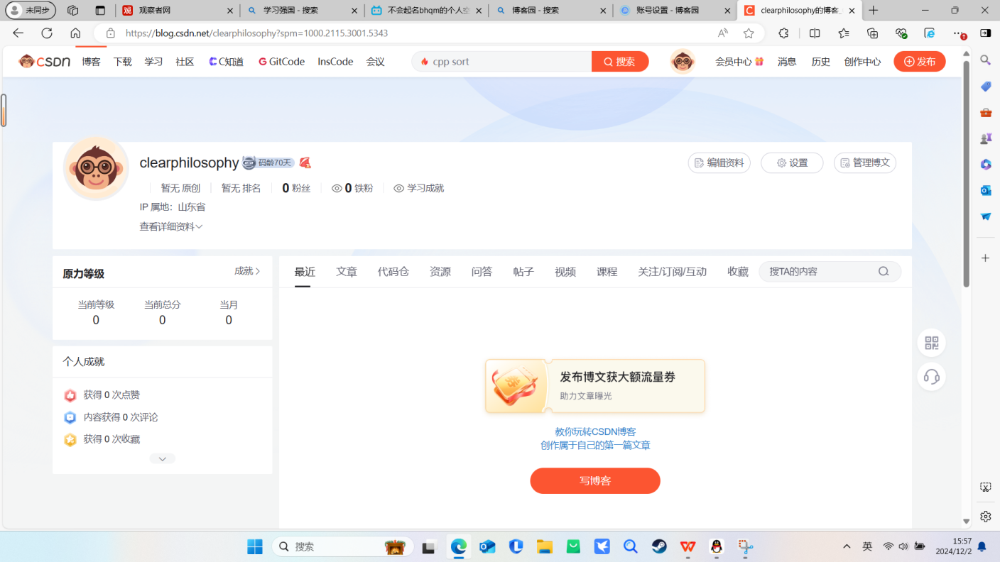 未同步
观察者网
学习强国 - 搜索
不会起名bhqm的个人空
博客园 - 搜索
账号设置 - 博客园
clearphilosophy的博客_
https://blog.csdn.net/clearphilosophy?spm=1000.2115.3001.5343
CSDN 博客 下载 学习 社区 C知道 GitCode InsCode 会议 cpp sort 搜索 会员中心 消息 历史 创作中心 发布
clearphilosophy 码龄70天
编辑资料 设置 管理博文
暂无 原创 暂无 排名 0 粉丝 0 铁粉 学习成就
IP 属地：山东省
查看详细资料
原力等级 成就
当前等级 当前总分 当月
0 0 0
个人成就
获得 0 次点赞
内容获得 0 次评论
获得 0 次收藏
最近 文章 代码仓 资源 问答 帖子 视频 课程 关注/订阅/互动 收藏 搜TA的内容
发布博文获大额流量券
助力文章曝光
教你玩转CSDN博客
创作属于自己的第一篇文章
写博客
搜索
英
15:57
2024/12/2